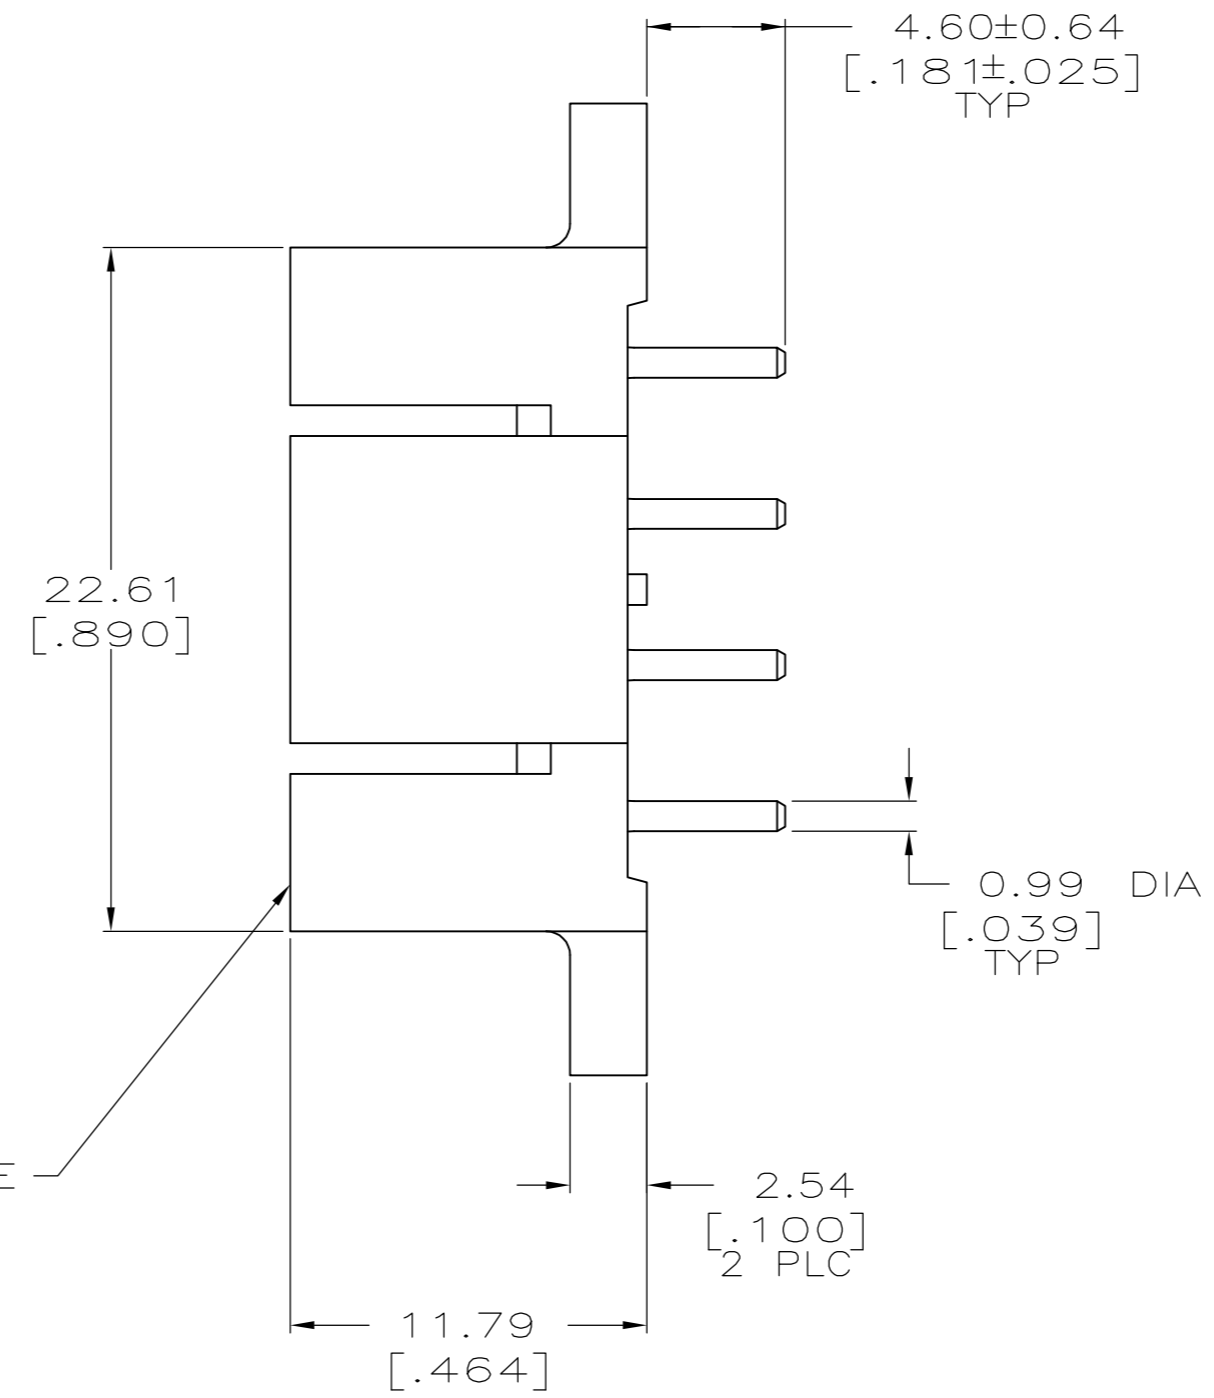 4.60±0.64
[.181±.025]
TYP
22.61
[.890]
0.99 DIA
[.039]
TYP
2.54
[.100]
2 PLC
11.79
[.464]